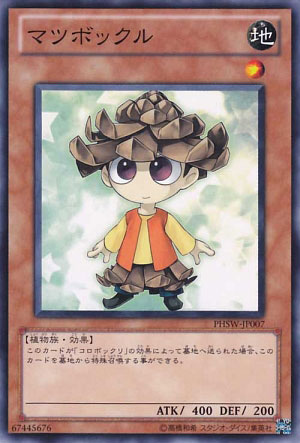 マツボックル
地
PHSW-JP007
[植物族・効果]
このカードが「コロボックリ」の効果によって墓地へ送られた場合、この
カードを墓地から特殊召喚する事ができる。
ATK/ 400 DEF/ 200
67445676
©高橋和希 スタジオ・ダイス/集英社